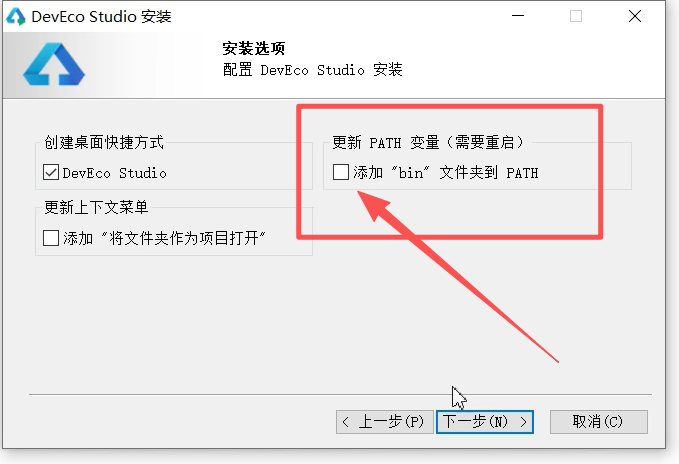 DevEco Studio 安装
安装选项
配置 DevEco Studio 安装
创建桌面快捷方式
DevEco Studio
更新 PATH 变量（需要重启）
添加 "bin" 文件夹到 PATH
更新上下文菜单
添加 "将文件夹作为项目打开"
< 上一步(P)
下一步(N) >
取消(C)